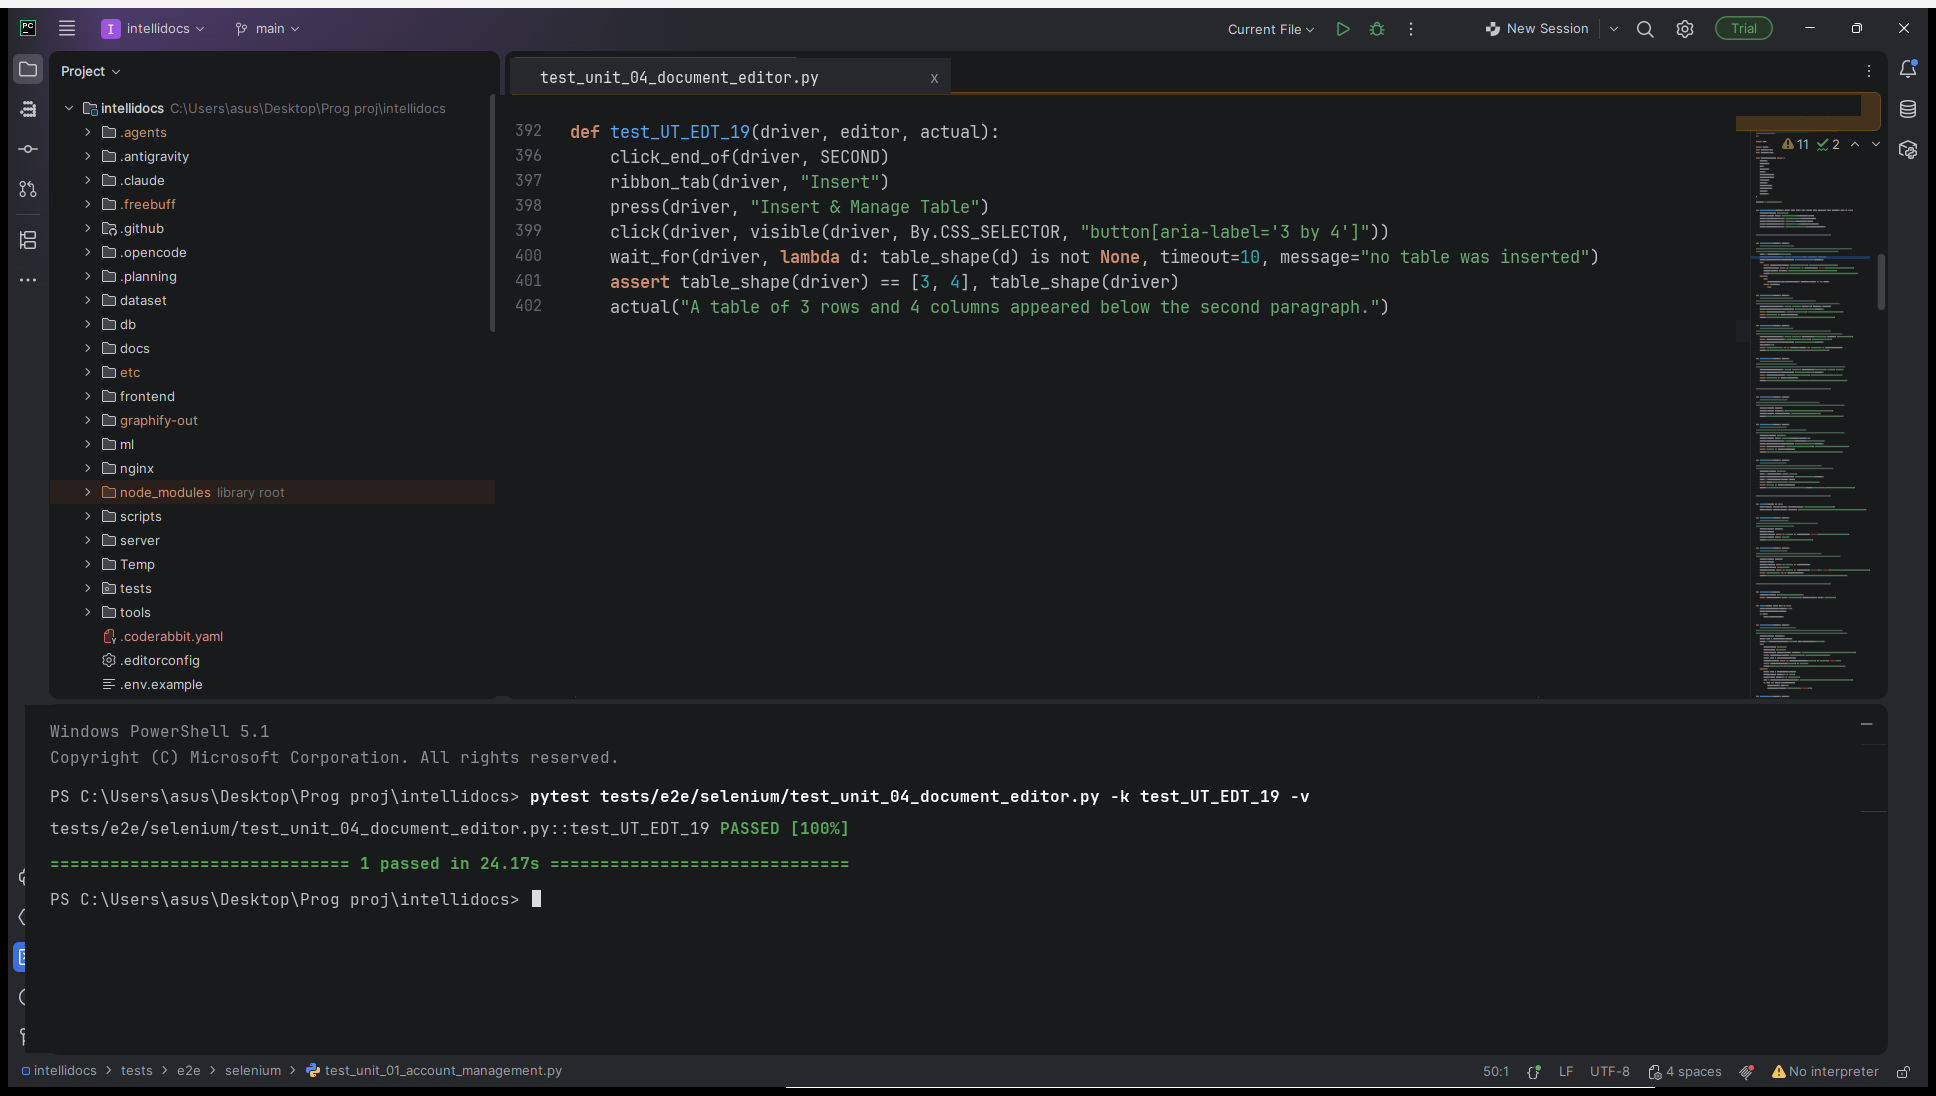 PC
I intellidocs
main
Current File
New Session
Trial
Project
intellidocs C:\Users\asus\Desktop\Prog proj\intellidocs
.agents
.antigravity
.claude
.freebuff
.github
.opencode
.planning
dataset
db
docs
etc
frontend
graphify-out
ml
nginx
node_modules library root
scripts
server
Temp
tests
tools
.coderabbit.yaml
.editorconfig
.env.example
test_unit_04_document_editor.py x
11 2
392 def test_UT_EDT_19(driver, editor, actual):
396 click_end_of(driver, SECOND)
397 ribbon_tab(driver, "Insert")
398 press(driver, "Insert & Manage Table")
399 click(driver, visible(driver, By.CSS_SELECTOR, "button[aria-label='3 by 4']"))
400 wait_for(driver, lambda d: table_shape(d) is not None, timeout=10, message="no table was inserted")
401 assert table_shape(driver) == [3, 4], table_shape(driver)
402 actual("A table of 3 rows and 4 columns appeared below the second paragraph.")
Windows PowerShell 5.1
Copyright (C) Microsoft Corporation. All rights reserved.
PS C:\Users\asus\Desktop\Prog proj\intellidocs> pytest tests/e2e/selenium/test_unit_04_document_editor.py -k test_UT_EDT_19 -v
tests/e2e/selenium/test_unit_04_document_editor.py::test_UT_EDT_19 PASSED [100%]
============================== 1 passed in 24.17s ==============================
PS C:\Users\asus\Desktop\Prog proj\intellidocs>
intellidocs > tests > e2e > selenium > test_unit_01_account_management.py
50:1 LF UTF-8 4 spaces No interpreter